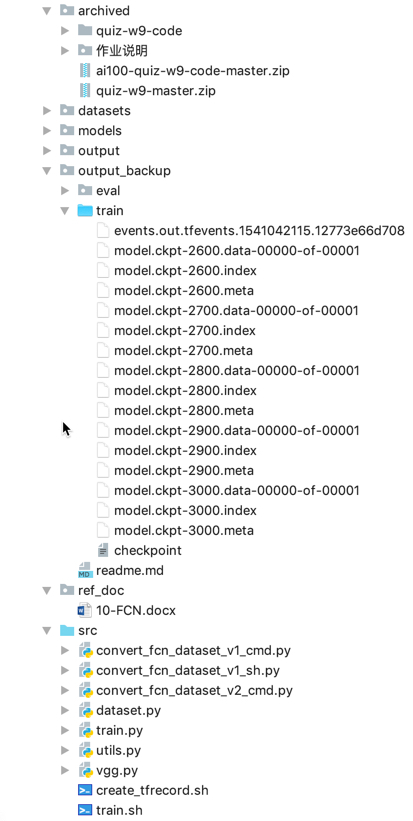 archived
quiz-w9-code
作业说明
ai100-quiz-w9-code-master.zip
quiz-w9-master.zip
datasets
models
output
output_backup
eval
train
events.out.tfevents.1541042115.12773e66d708
model.ckpt-2600.data-00000-of-00001
model.ckpt-2600.index
model.ckpt-2600.meta
model.ckpt-2700.data-00000-of-00001
model.ckpt-2700.index
model.ckpt-2700.meta
model.ckpt-2800.data-00000-of-00001
model.ckpt-2800.index
model.ckpt-2800.meta
model.ckpt-2900.data-00000-of-00001
model.ckpt-2900.index
model.ckpt-2900.meta
model.ckpt-3000.data-00000-of-00001
model.ckpt-3000.index
model.ckpt-3000.meta
checkpoint
MD readme.md
ref_doc
W 10-FCN.docx
src
convert_fcn_dataset_v1_cmd.py
convert_fcn_dataset_v1_sh.py
convert_fcn_dataset_v2_cmd.py
dataset.py
train.py
utils.py
vgg.py
create_tfrecord.sh
train.sh